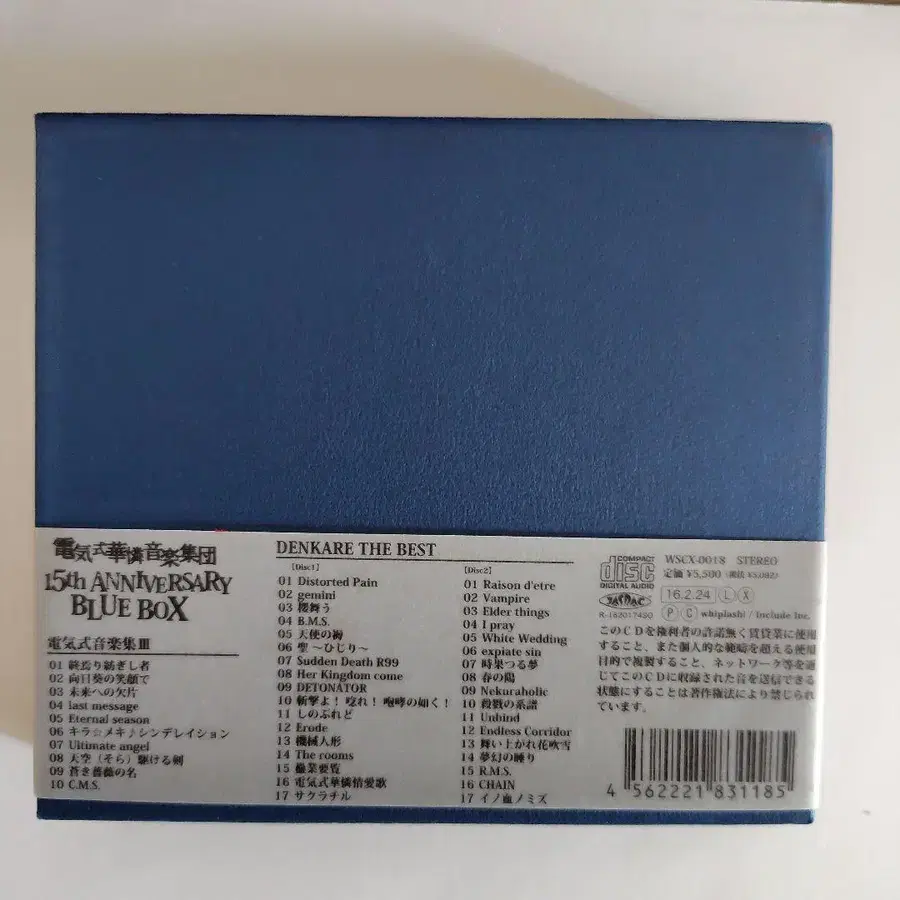 電気式華憐音楽集団
15th ANNIVERSARY
BLUE BOX
電気式音楽集Ⅲ
01 終焉り紡ぎし者
02 向日葵の笑顔で
03 未来への欠片
04 last message
05 Eternal season
06 キラ☆メキ♪シンデレイション
07 Ultimate angel
08 天空(そら)駆ける剣
09 蒼き薔薇の名
10 C.M.S.
DENKARE THE BEST
[Disc1]
01 Distorted Pain
02 gemini
03 櫻舞う
04 B.M.S.
05 天使の褥
06 聖 〜ひじり〜
07 Sudden Death R99
08 Her Kingdom come
09 DETONATOR
10 斬撃よ! 唸れ! 咆哮の如く!
11 しのぶれど
12 Erode
13 機械人形
14 The rooms
15 蟲業要覧
16 電気式華憐情愛歌
17 サクラチル
[Disc2]
01 Raison d'etre
02 Vampire
03 Elder things
04 I pray
05 White Wedding
06 expiate sin
07 時果つる夢
08 春の陽
09 Nekuraholic
10 殺戮の系譜
11 Unbind
12 Endless Corridor
13 舞い上がれ花吹雪
14 夢幻の踊り
15 R.M.S.
16 CHAIN
17 イノ血ノミズ
COMPACT
disc
DIGITAL AUDIO
WSCX-0018 STEREO
定価 ¥5,500 (税抜 ¥5,092)
JASRAC
16.2.24 L X
R-1620174SO
P C whiplash / Include Inc.
このCDを権利者の許諾無く賃貸業に使用
すること、また個人的な範疇を超える使用
目的で複製すること、ネットワーク等を通
じてこのCDに収録された音を送信できる
状態にすることは著作権法により禁じられ
ています。
4 562221 831185